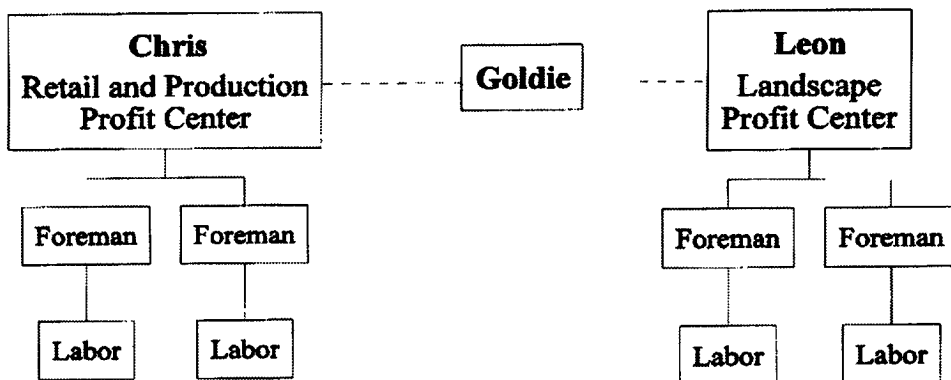 Chris
Retail and Production
Profit Center
Goldie
Leon
Landscape
Profit Center
Foreman
Foreman
Foreman
Foreman
Labor
Labor
Labor
Labor